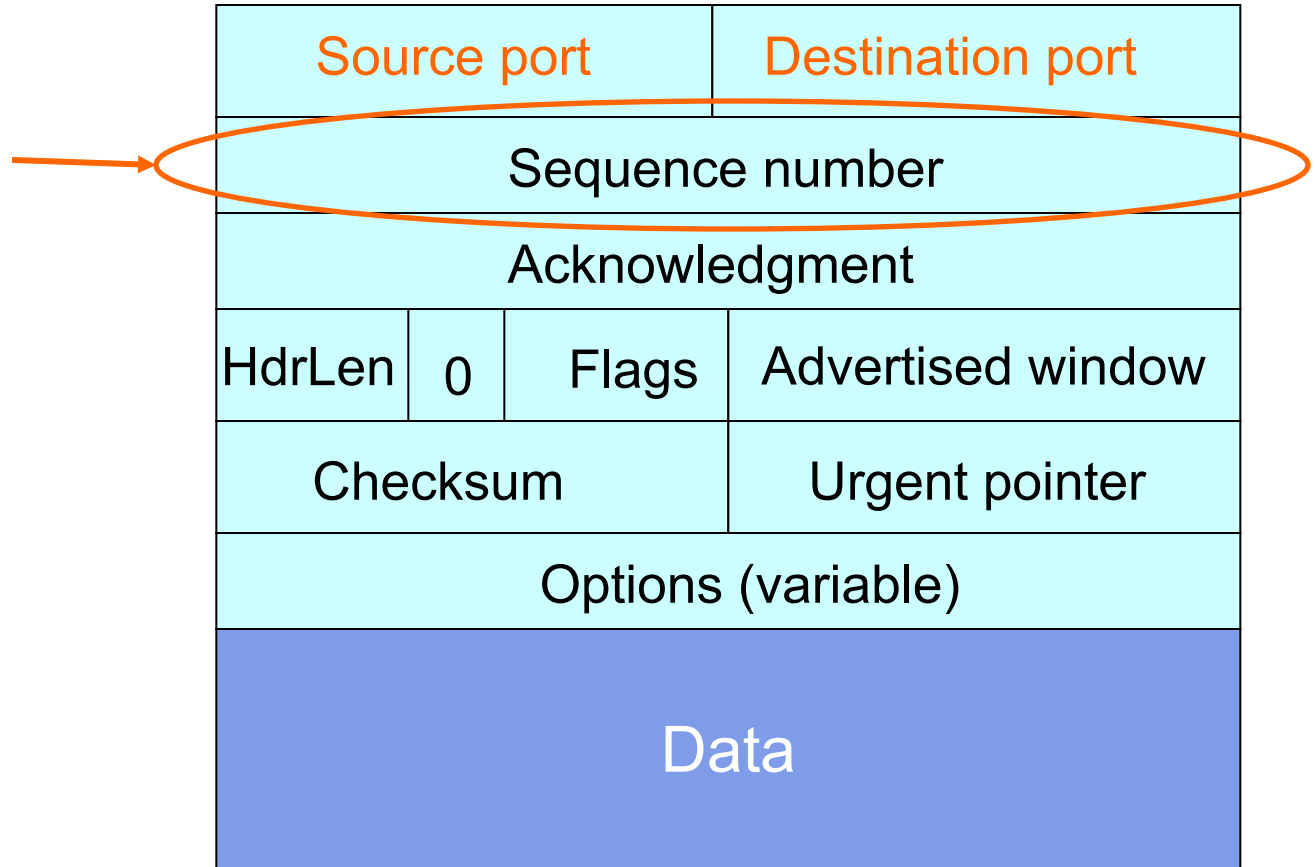 Source port Destination port
Sequence number
Acknowledgment
HdrLen 0 Flags Advertised window
Checksum Urgent pointer
Options (variable)
Data